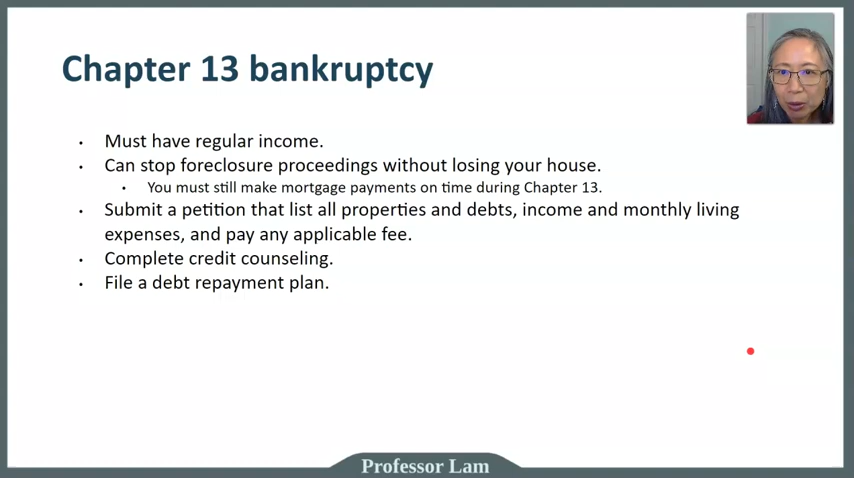 Chapter 13 bankruptcy
Must have regular income.
Can stop foreclosure proceedings without losing your house.
You must still make mortgage payments on time during Chapter 13.
Submit a petition that list all properties and debts, income and monthly living
expenses, and pay any applicable fee.
Complete credit counseling.
File a debt repayment plan.
Professor Lam